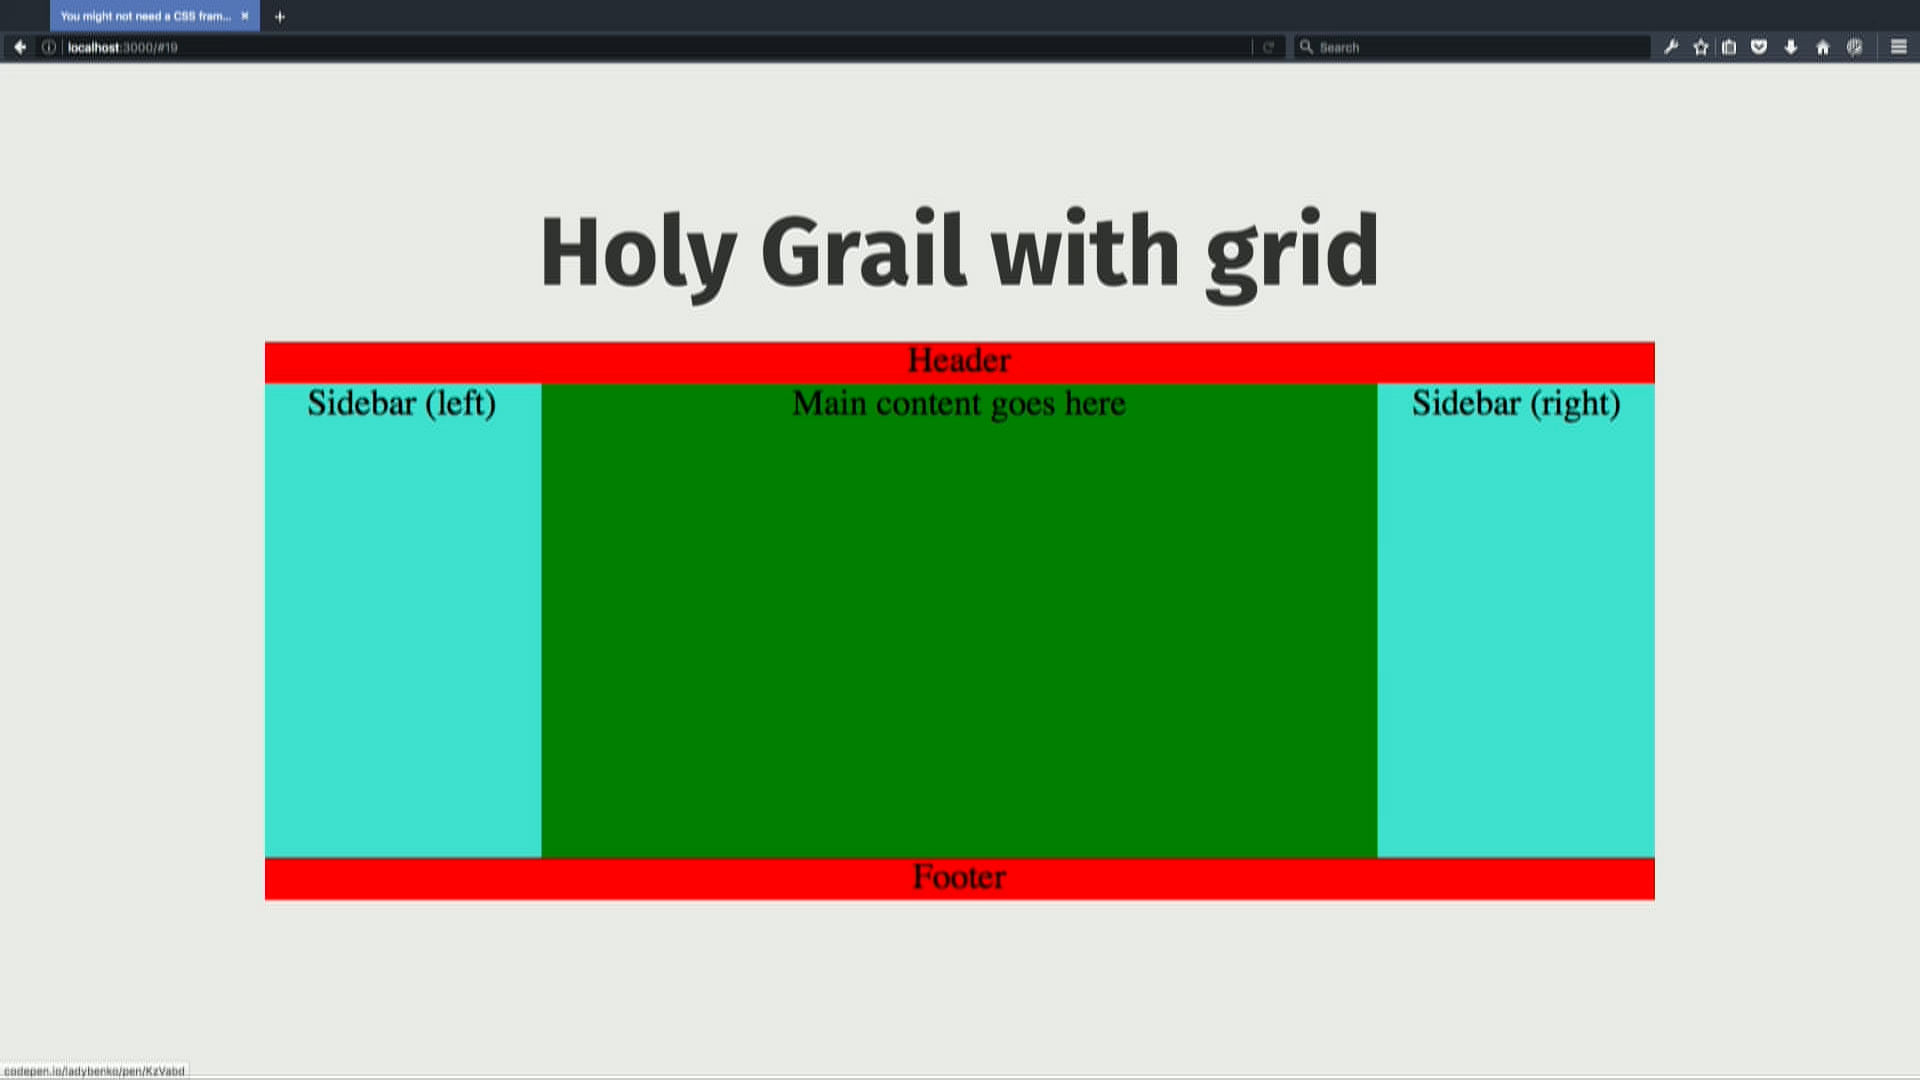 You might not need a CSS fram...
localhost:3000/#19
Search
Holy Grail with grid
Header
Sidebar (left)
Main content goes here
Sidebar (right)
Footer
codepen.io/ladybenko/pen/KzVabd